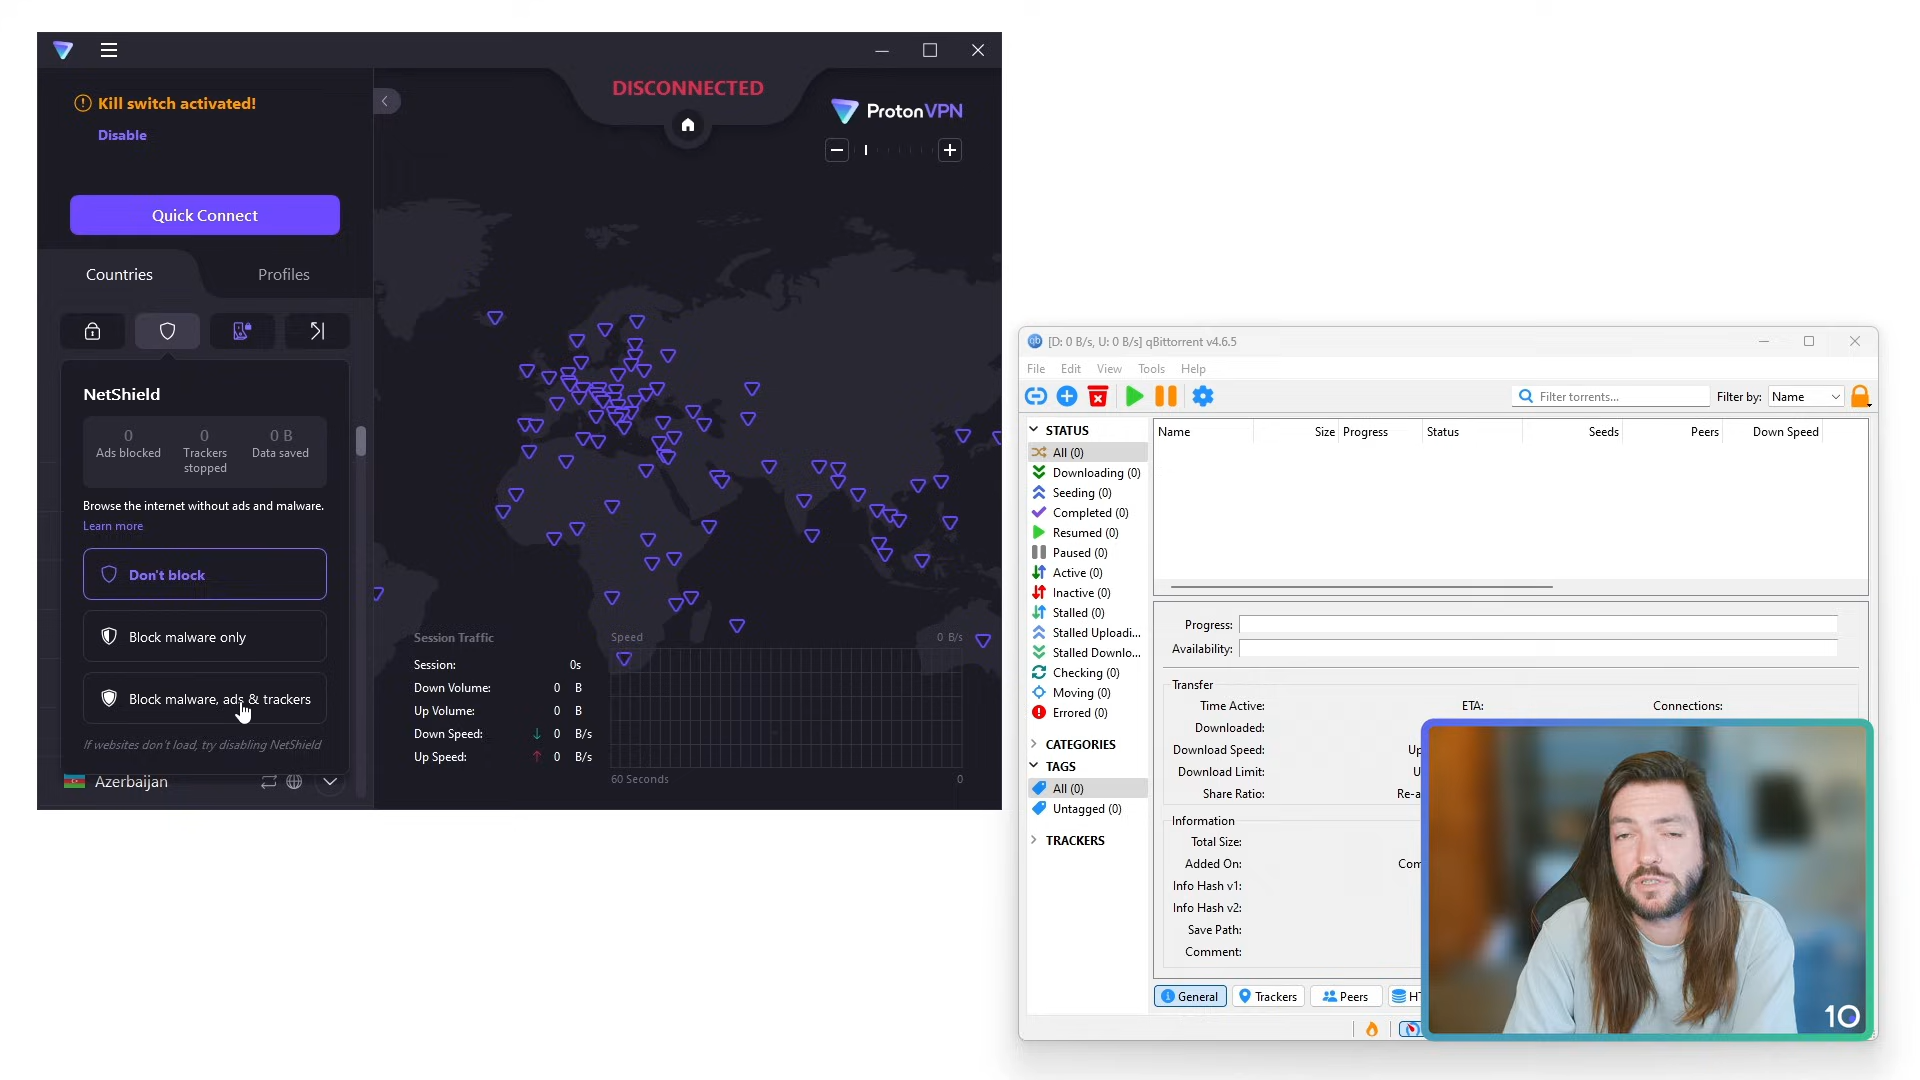 Kill switch activated!
Disable
Quick Connect
Countries
Profiles
NetShield
0
Ads blocked
0
Trackers
stopped
0 B
Data saved
Browse the internet without ads and malware.
Learn more
Don't block
Block malware only
Block malware, ads & trackers
If websites don't load, try disabling NetShield
Azerbaijan
DISCONNECTED
ProtonVPN
Session Traffic
Session: 0s
Down Volume: 0 B
Up Volume: 0 B
Down Speed: 0 B/s
Up Speed: 0 B/s
Speed
0 B/s
60 Seconds
0
[D: 0 B/s, U: 0 B/s] qBittorrent v4.6.5
File Edit View Tools Help
Filter torrents...
Filter by: Name
STATUS
All (0)
Downloading (0)
Seeding (0)
Completed (0)
Resumed (0)
Paused (0)
Active (0)
Inactive (0)
Stalled (0)
Stalled Uploadi...
Stalled Downlo...
Checking (0)
Moving (0)
Errored (0)
CATEGORIES
TAGS
All (0)
Untagged (0)
TRACKERS
Name Size Progress Status Seeds Peers Down Speed
Progress:
Availability:
Transfer
Time Active: ETA: Connections:
Downloaded:
Download Speed: Up
Download Limit: U
Share Ratio: Re-a
Information
Total Size:
Added On: Com
Info Hash v1:
Info Hash v2:
Save Path:
Comment:
General Trackers Peers HT
10